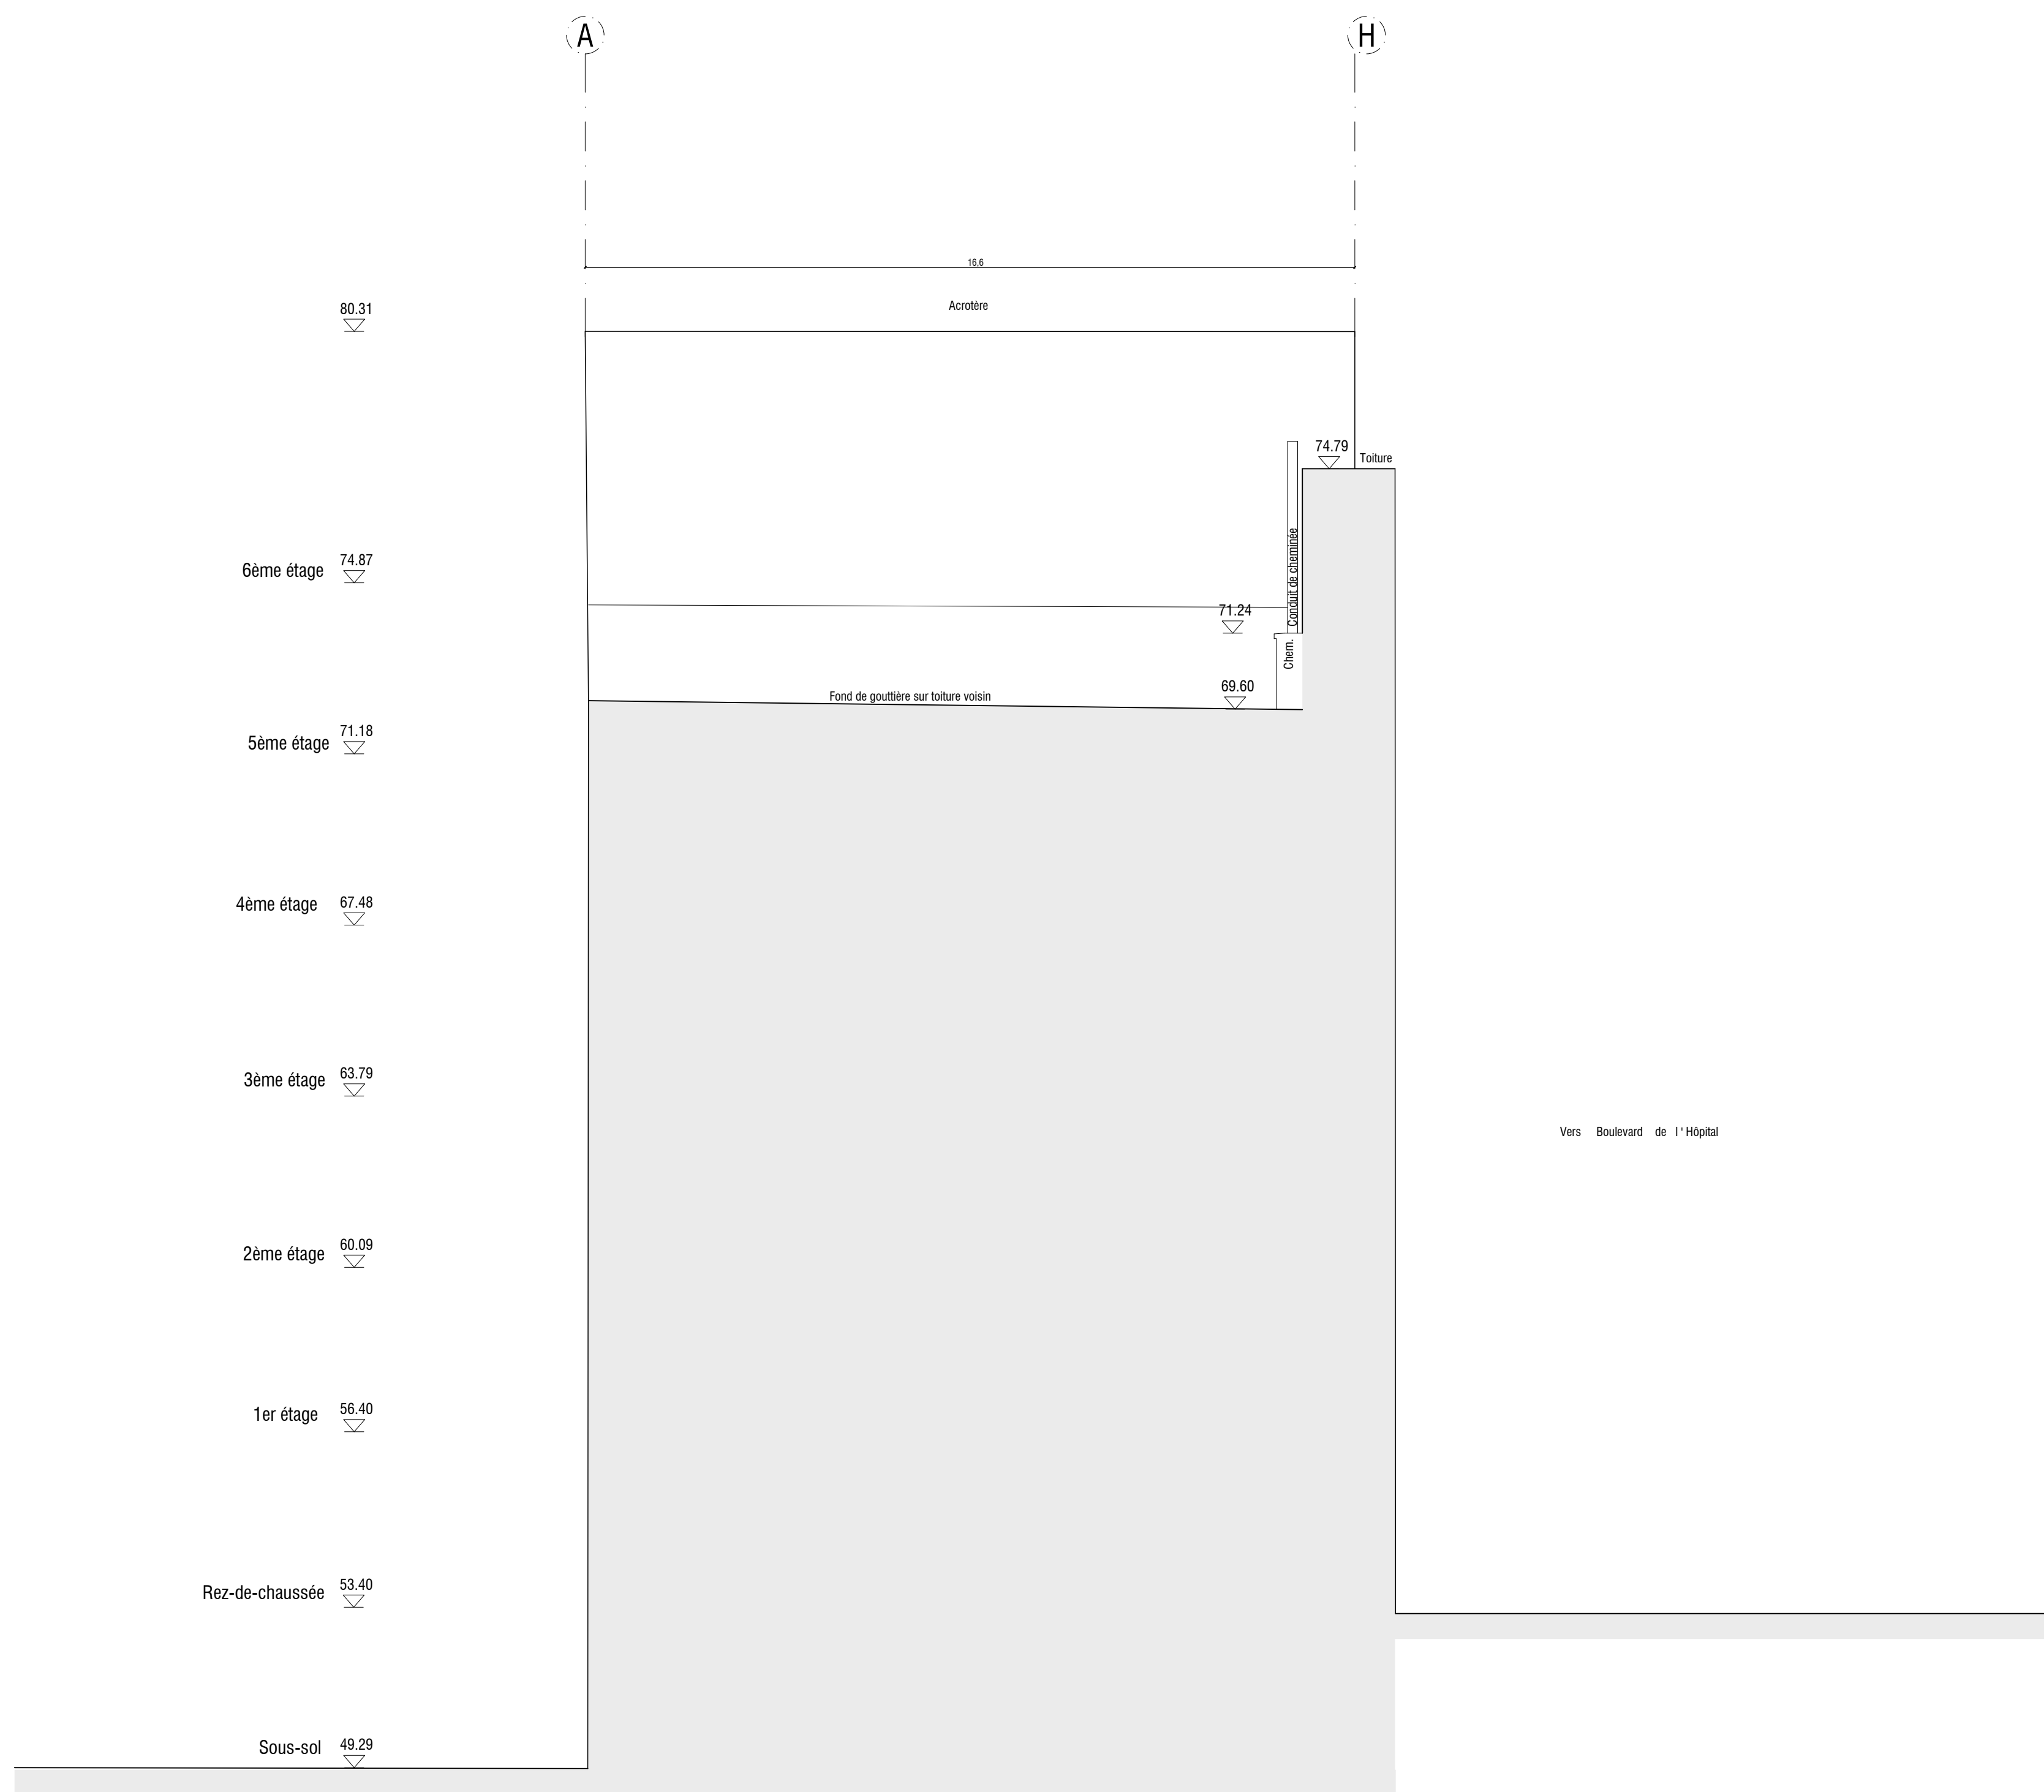 A
H
16,6
Acrotère
80.31
74.79
Toiture
Conduit de cheminée
6ème étage 74.87
71.24
Chem.
69.60
Fond de gouttière sur toiture voisin
5ème étage 71.18
4ème étage 67.48
3ème étage 63.79
Vers Boulevard de l ' Hôpital
2ème étage 60.09
1er étage 56.40
Rez-de-chaussée 53.40
Sous-sol 49.29